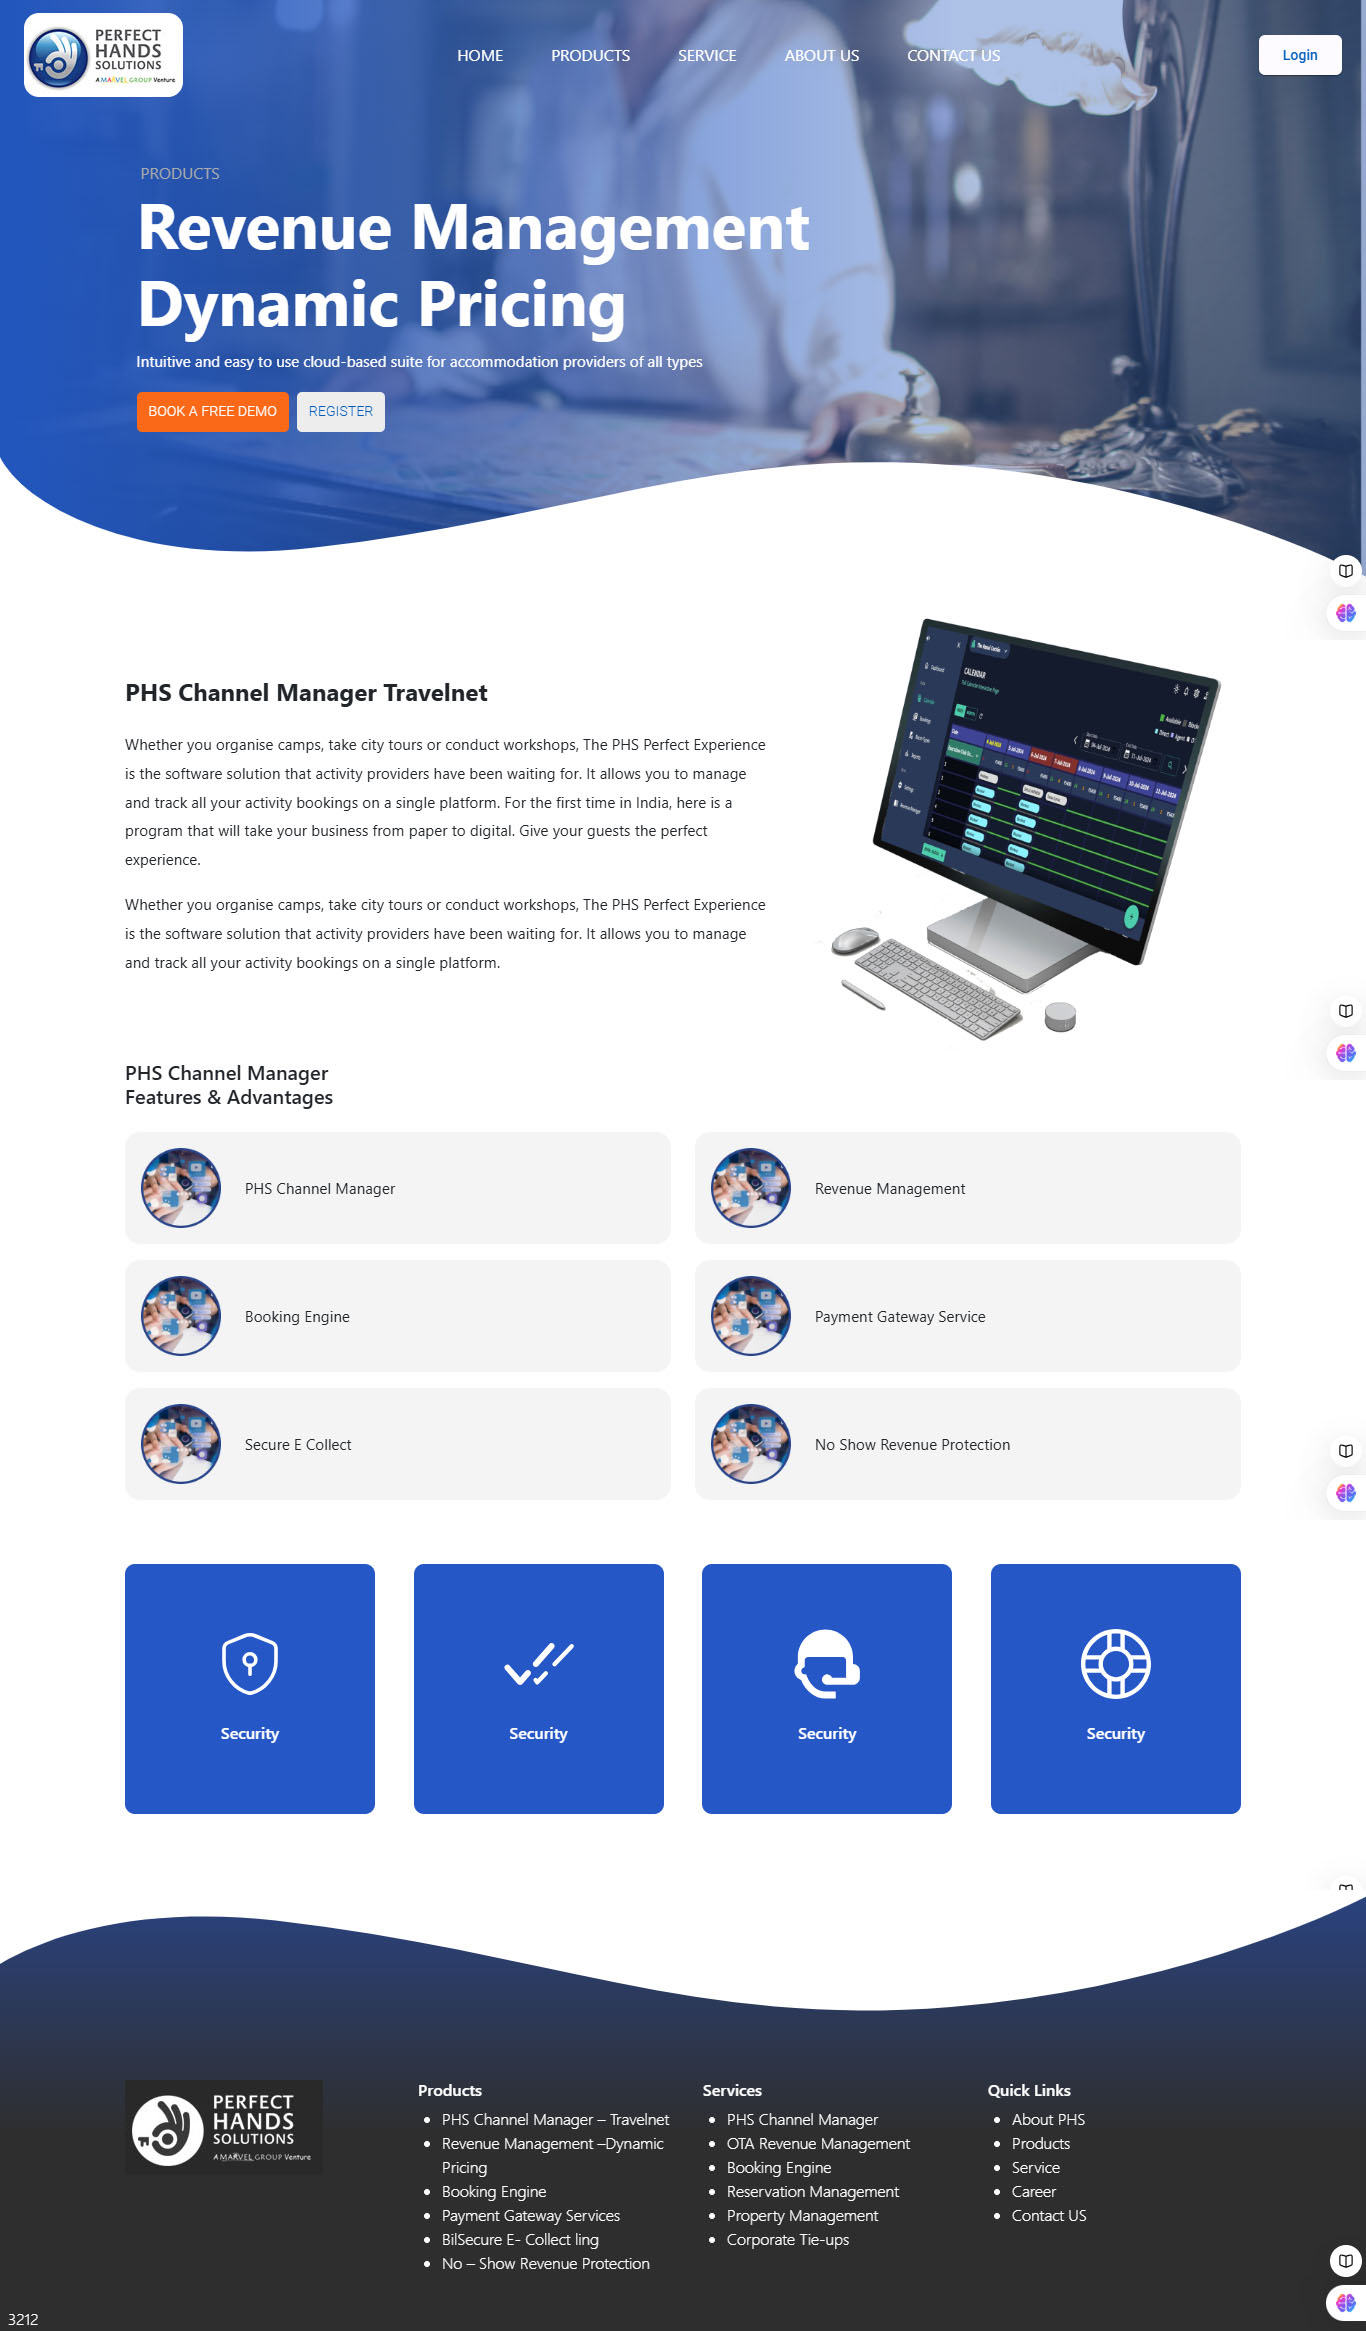 PERFECT
HANDS
SOLUTIONS
A MARVEL GROUP Venture
HOME PRODUCTS SERVICE ABOUT US CONTACT US
Login
PRODUCTS
Revenue Management
Dynamic Pricing
Intuitive and easy to use cloud-based suite for accommodation providers of all types
BOOK A FREE DEMO REGISTER
PHS Channel Manager Travelnet
Whether you organise camps, take city tours or conduct workshops, The PHS Perfect Experience
is the software solution that activity providers have been waiting for. It allows you to manage
and track all your activity bookings on a single platform. For the first time in India, here is a
program that will take your business from paper to digital. Give your guests the perfect
experience.
Whether you organise camps, take city tours or conduct workshops, The PHS Perfect Experience
is the software solution that activity providers have been waiting for. It allows you to manage
and track all your activity bookings on a single platform.
CALENDAR
Dashboard
Calendar
Bookings
Reports
Settings
PHS Channel Manager
Features & Advantages
PHS Channel Manager
Revenue Management
Booking Engine
Payment Gateway Service
Secure E Collect
No Show Revenue Protection
Security
Security
Security
Security
PERFECT
HANDS
SOLUTIONS
A MARVEL GROUP Venture
Products
PHS Channel Manager – Travelnet
Revenue Management –Dynamic
Pricing
Booking Engine
Payment Gateway Services
BilSecure E- Collect ling
No – Show Revenue Protection
Services
PHS Channel Manager
OTA Revenue Management
Booking Engine
Reservation Management
Property Management
Corporate Tie-ups
Quick Links
About PHS
Products
Service
Career
Contact US
3212